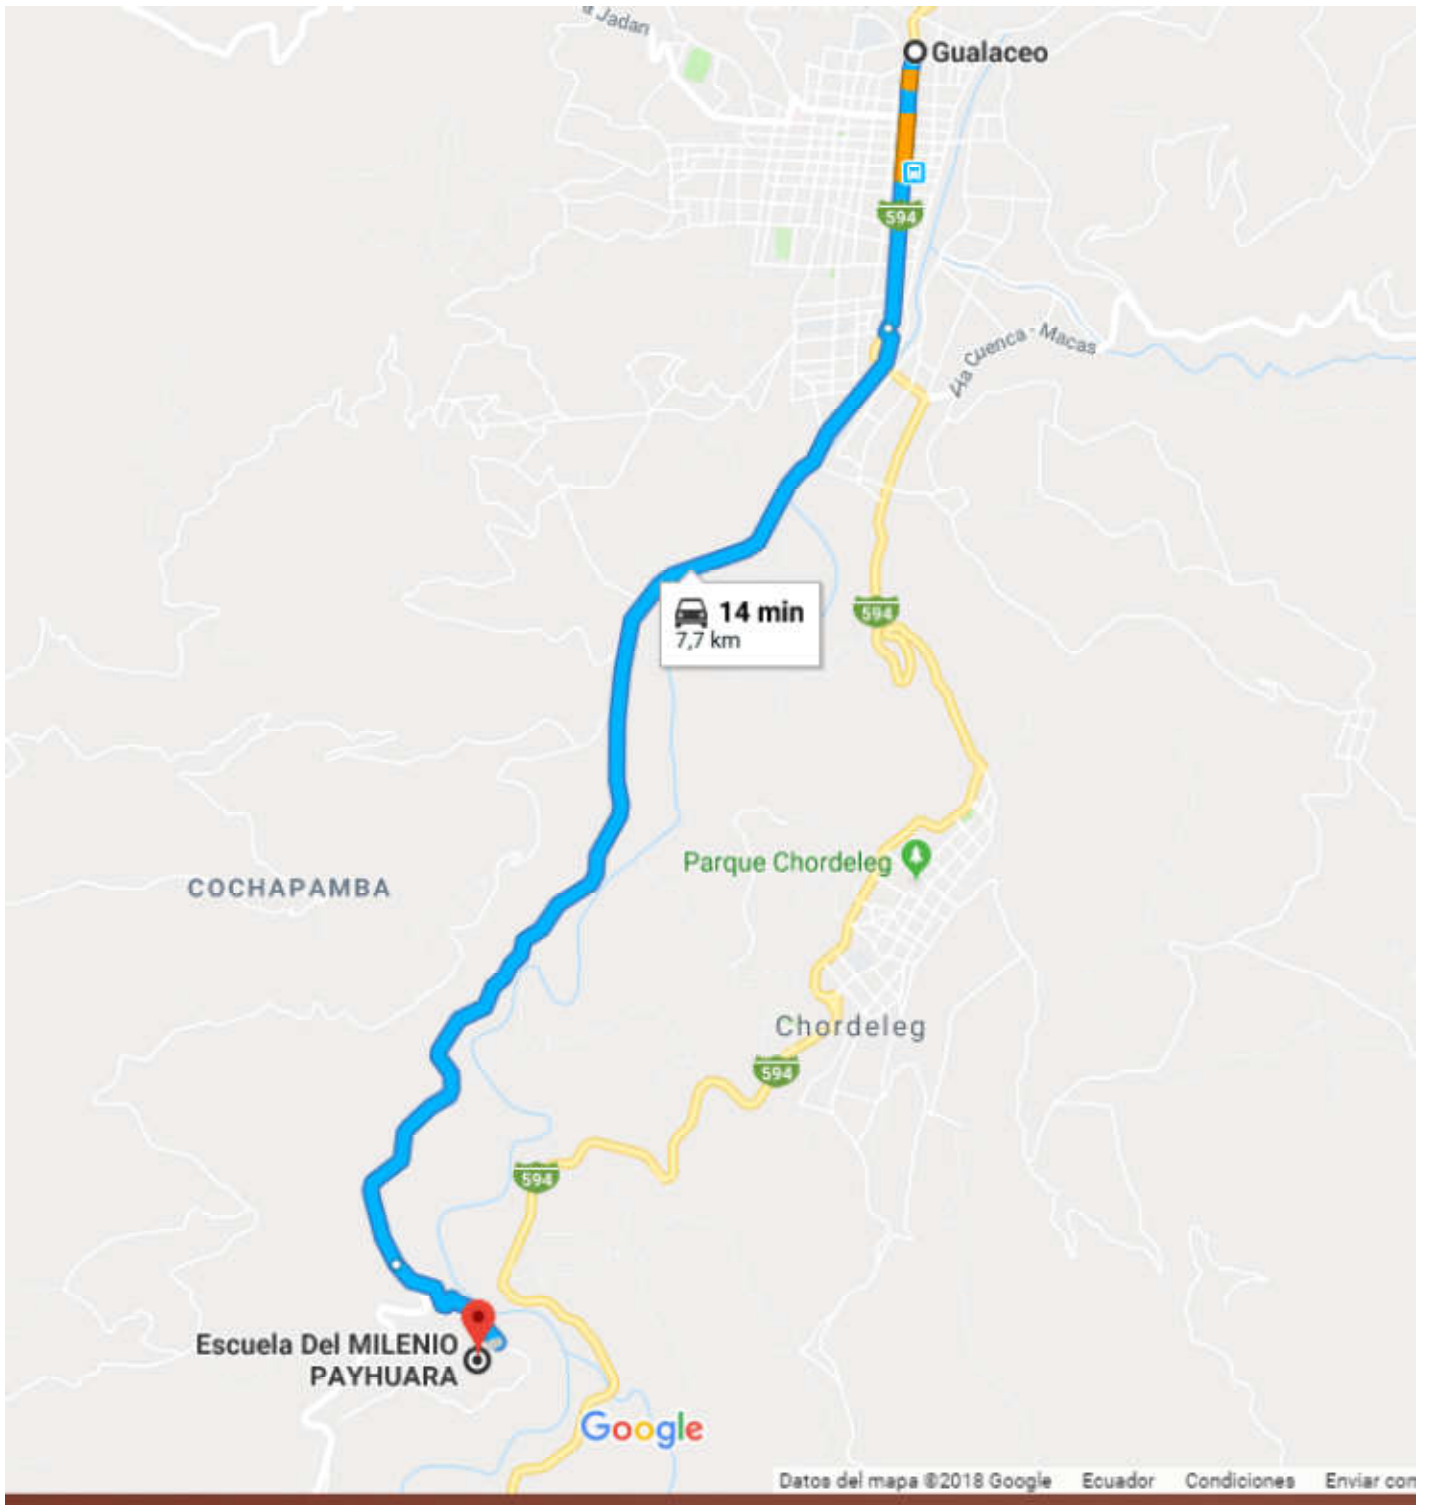 Jadan
Gualaceo
594
Vía Cuenca - Macas
14 min
7,7 km
594
Parque Chordeleg
COCHAPAMBA
Chordeleg
594
594
Escuela Del MILENIO
PAYHUARA
Google
Datos del mapa ©2018 Google Ecuador Condiciones Enviar